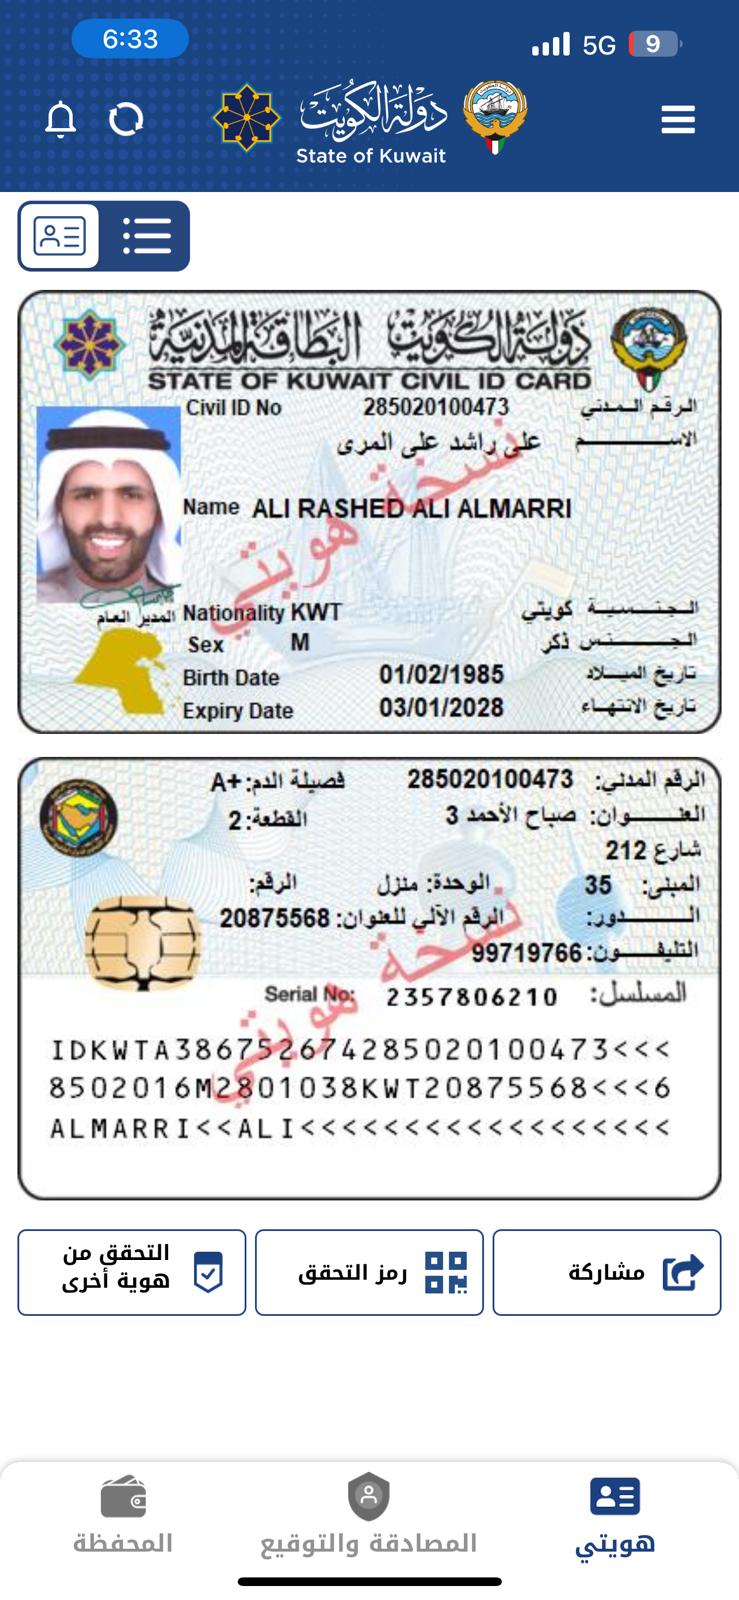 6:33
5G 9
دولة الكويت
State of Kuwait
دولة الكويت البطاقة المدنية
STATE OF KUWAIT CIVIL ID CARD
Civil ID No 285020100473 الرقم المدني
الاســـــــم علي راشد علي المري
Name ALI RASHED ALI ALMARRI
المدير العام
Nationality KWT الجنسية كويتي
Sex M الجنس ذكر
Birth Date 01/02/1985 تاريخ الميلاد
Expiry Date 03/01/2028 تاريخ الانتهاء
نسخة هويتي
الرقم المدني: 285020100473 فصيلة الدم: A+
العنـــوان: صباح الأحمد 3 القطعة: 2
شارع 212
المبنى: 35 الوحدة: منزل الرقم:
الـــــدور: الرقم الآلي للعنوان: 20875568
التليفـــون: 99719766
Serial No: 2357806210 المسلسل:
نسخة هويتي
IDKWTA386752674285020100473<<<
8502016M2801038KWT20875568<<<6
ALMARRI<<ALI<<<<<<<<<<<<<<<<<<
مشاركة
رمز التحقق
التحقق من هوية أخرى
هويتي
المصادقة والتوقيع
المحفظة